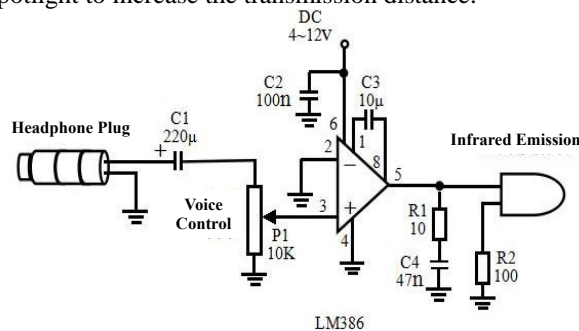 potlight to increase the transmission distance.
DC
4~12v
C2
100n
C3
10µ
C1
220µ
+
Headphone Plug
6
1
8
2
−
5
Infrared Emission
Voice
Control
3
+
4
P1
10K
R1
10
C4
47n
R2
100
LM386